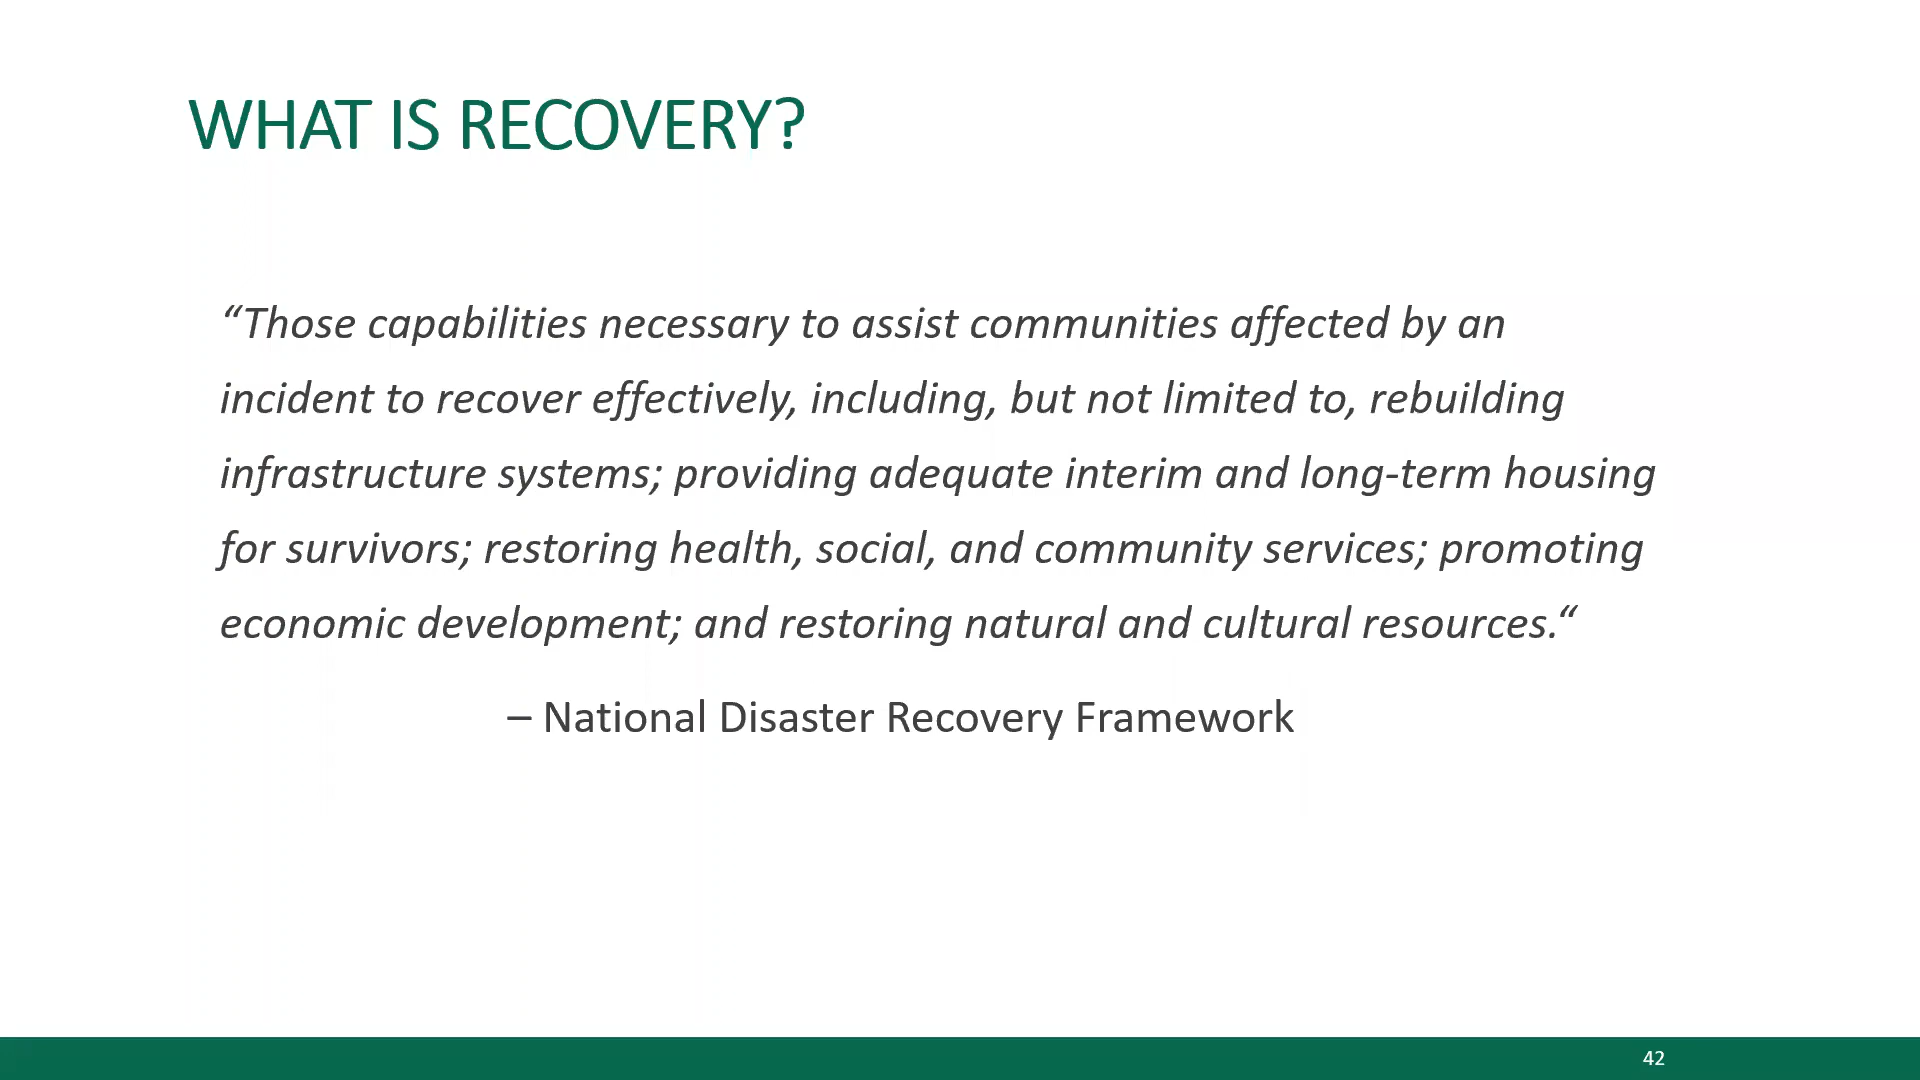 WHAT IS RECOVERY?
“Those capabilities necessary to assist communities affected by an
incident to recover effectively, including, but not limited to, rebuilding
infrastructure systems; providing adequate interim and long-term housing
for survivors; restoring health, social, and community services; promoting
economic development; and restoring natural and cultural resources.“
– National Disaster Recovery Framework
42